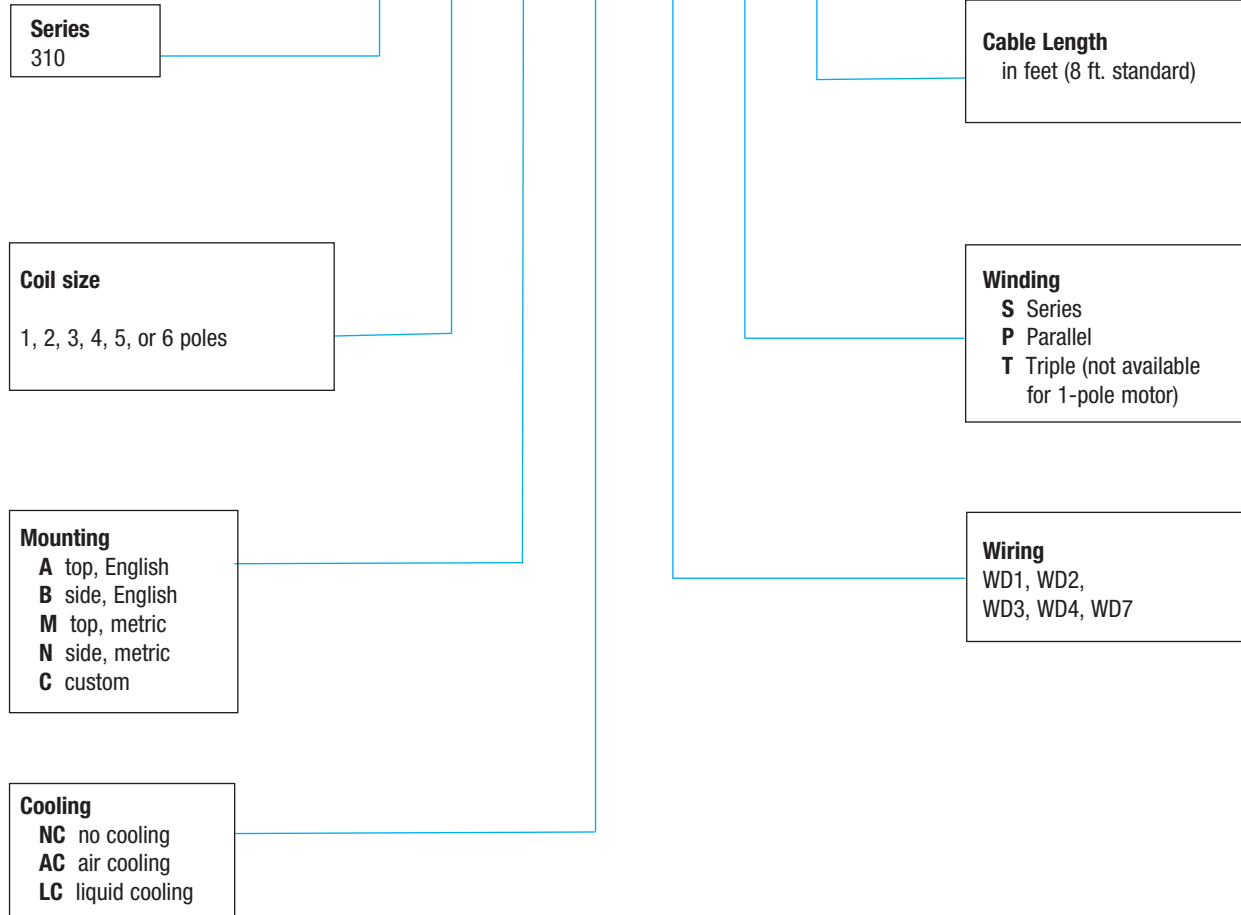 Series
310
Cable Length
in feet (8 ft. standard)
Coil size
1, 2, 3, 4, 5, or 6 poles
Winding
S Series
P Parallel
T Triple (not available
for 1-pole motor)
Mounting
A top, English
B side, English
M top, metric
N side, metric
C custom
Wiring
WD1, WD2,
WD3, WD4, WD7
Cooling
NC no cooling
AC air cooling
LC liquid cooling